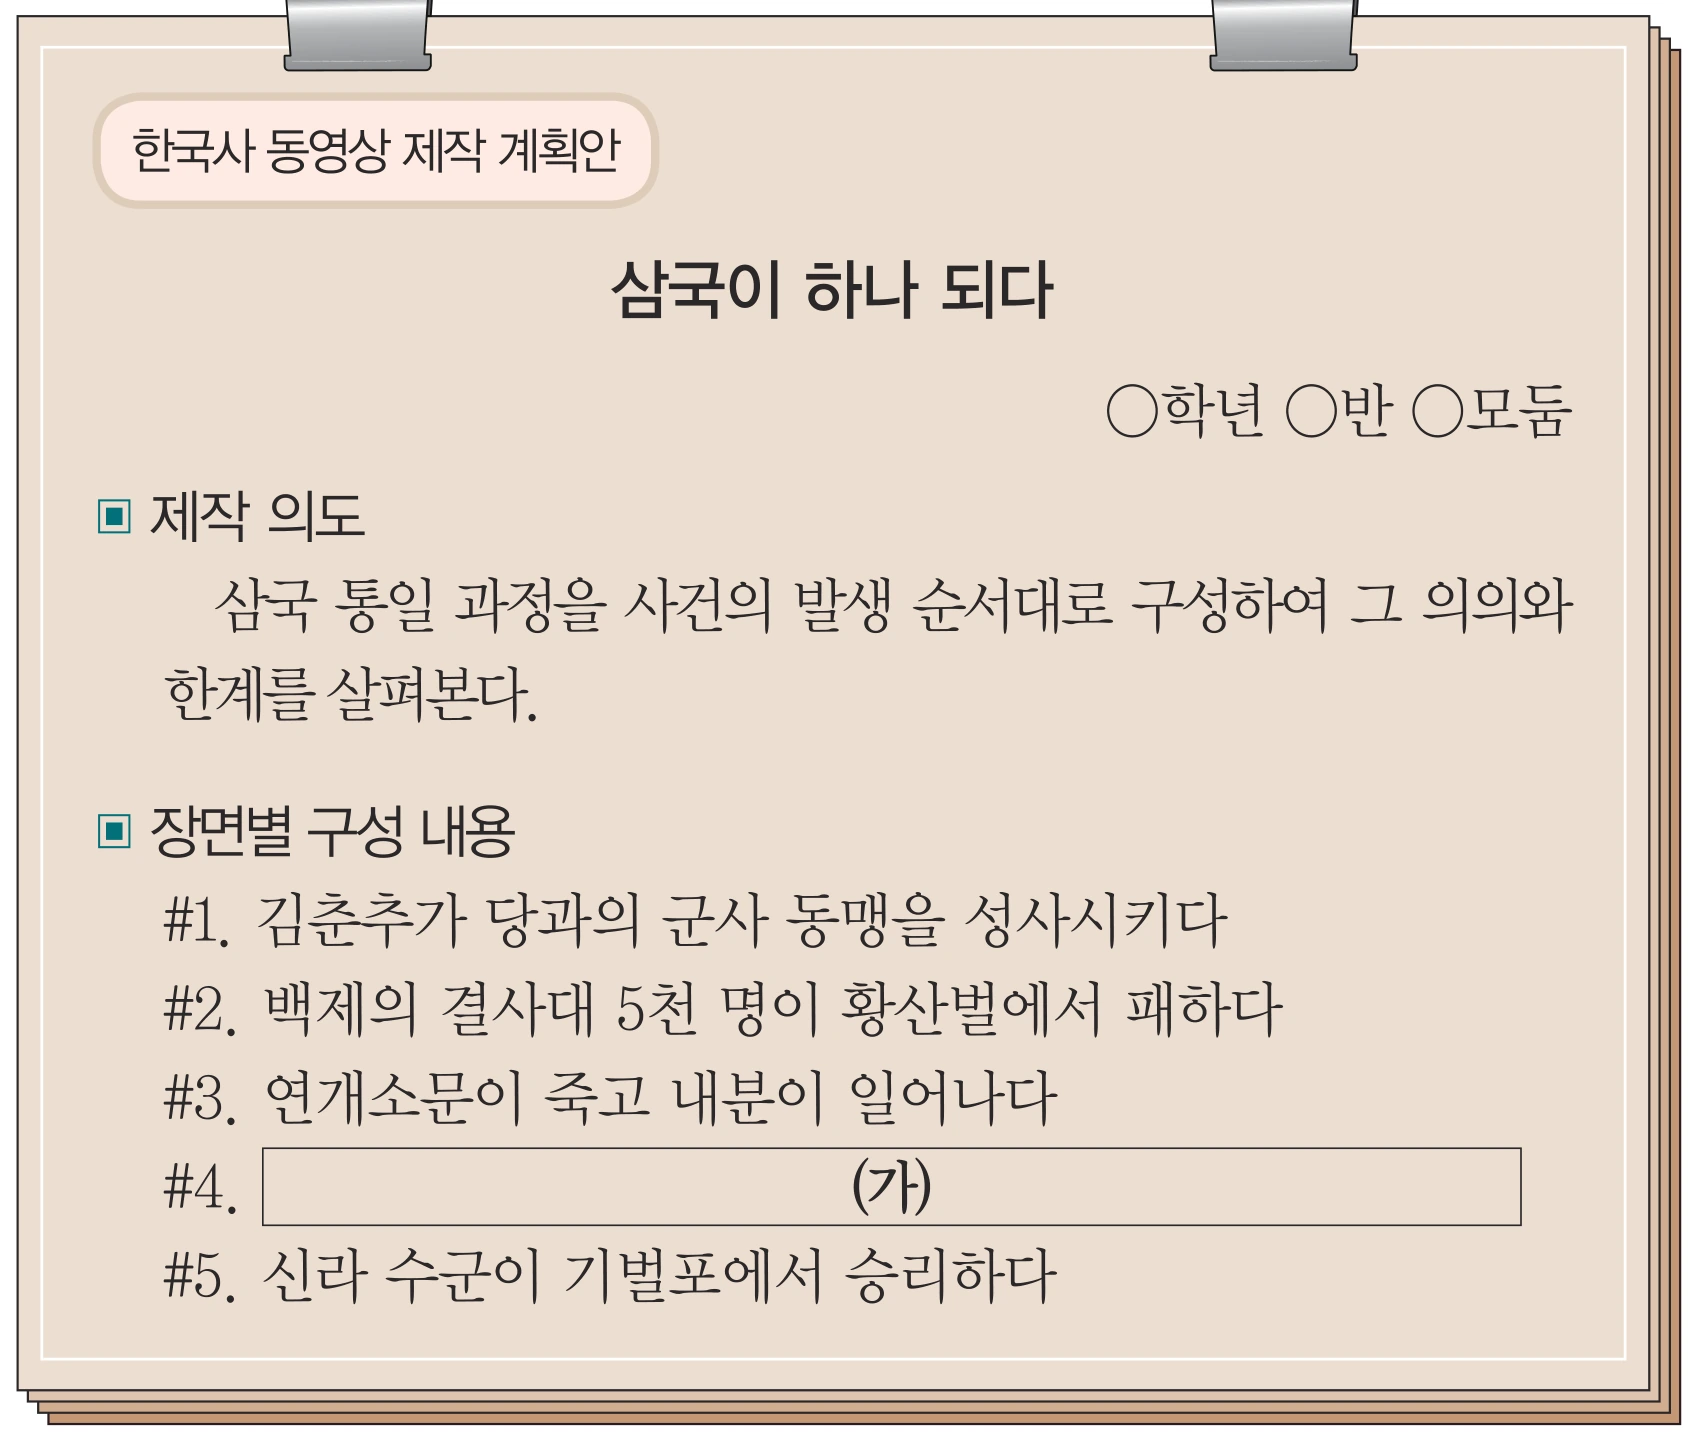 한국사 동영상 제작 계획안
삼국이 하나 되다
○학년 ○반 ○모둠
▣ 제작 의도
삼국 통일 과정을 사건의 발생 순서대로 구성하여 그 의의와
한계를 살펴본다.
▣ 장면별 구성 내용
#1. 김춘추가 당과의 군사 동맹을 성사시키다
#2. 백제의 결사대 5천 명이 황산벌에서 패하다
#3. 연개소문이 죽고 내분이 일어나다
#4. (가)
#5. 신라 수군이 기벌포에서 승리하다